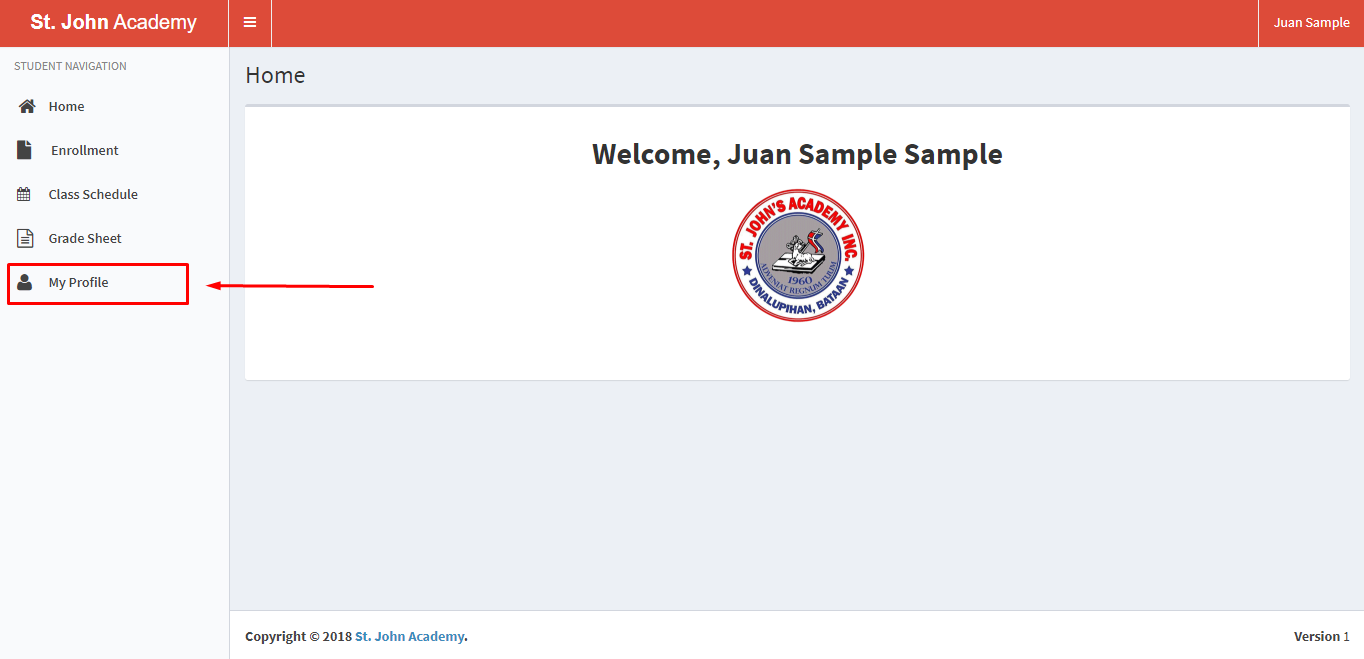 St. John Academy
Juan Sample
STUDENT NAVIGATION
Home
Enrollment
Class Schedule
Grade Sheet
My Profile
Home
Welcome, Juan Sample Sample
ST. JOHN'S ACADEMY INC.
ADVENIAT REGNUM TUUM
1960
DINALUPIHAN, BATAAN
Copyright © 2018 St. John Academy.
Version 1